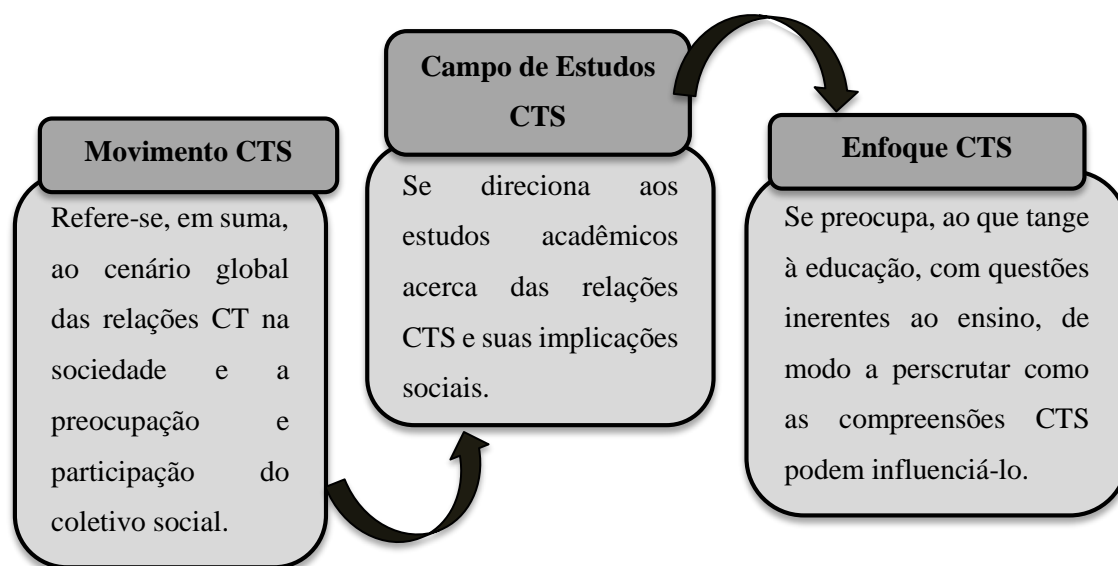 Movimento CTS
Refere-se, em suma,
ao cenário global
das relações CT na
sociedade e a
preocupação e
participação do
coletivo social.
Campo de Estudos
CTS
Se direciona aos
estudos acadêmicos
acerca das relações
CTS e suas implicações
sociais.
Enfoque CTS
Se preocupa, ao que tange
à educação, com questões
inerentes ao ensino, de
modo a perscrutar como
as compreensões CTS
podem influenciá-lo.